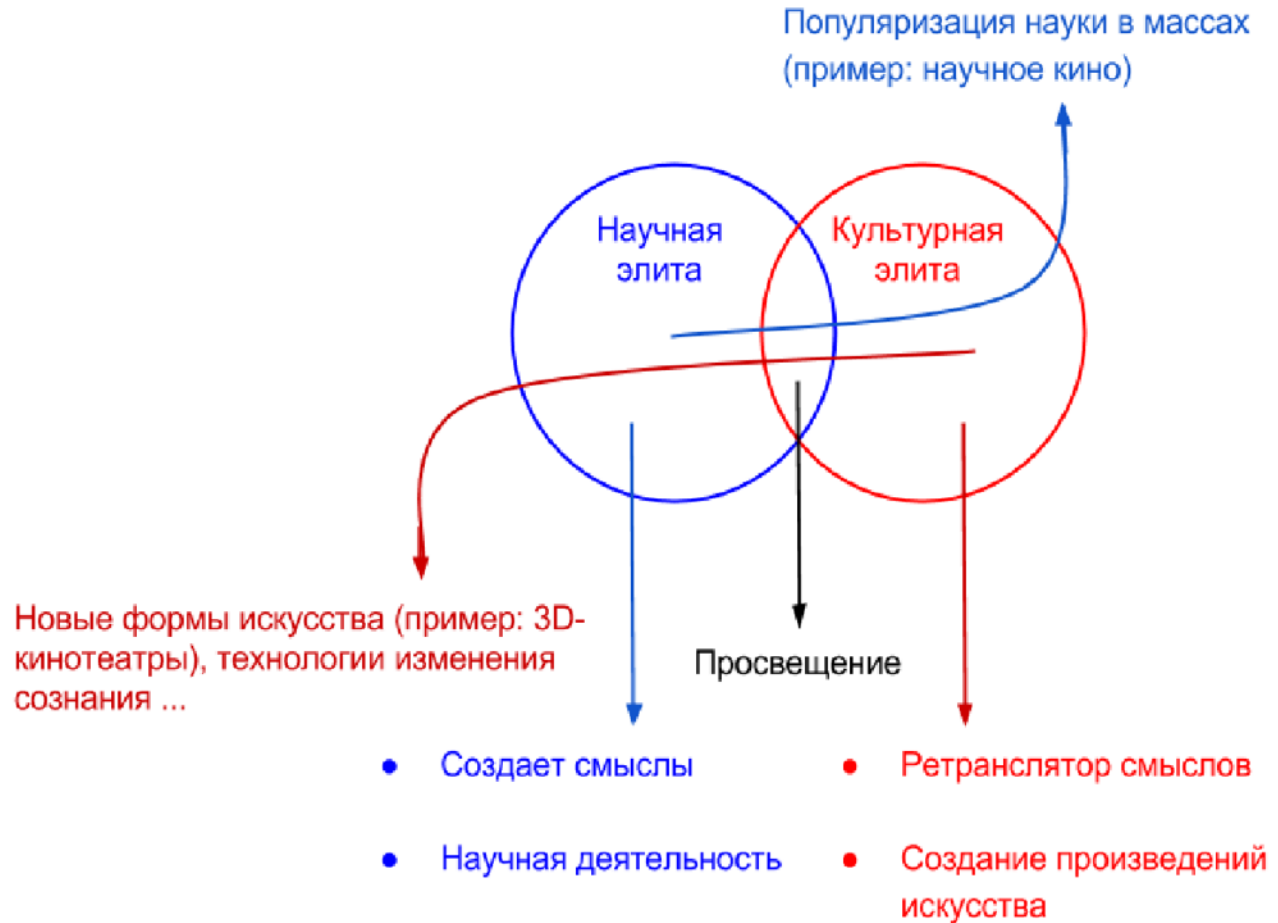 Популяризация науки в массах
(пример: научное кино)
Научная
элита
Культурная
элита
Новые формы искусства (пример: 3D-
кинотеатры), технологии изменения
сознания ...
Просвещение
● Создает смыслы
● Научная деятельность
● Ретранслятор смыслов
● Создание произведений
искусства